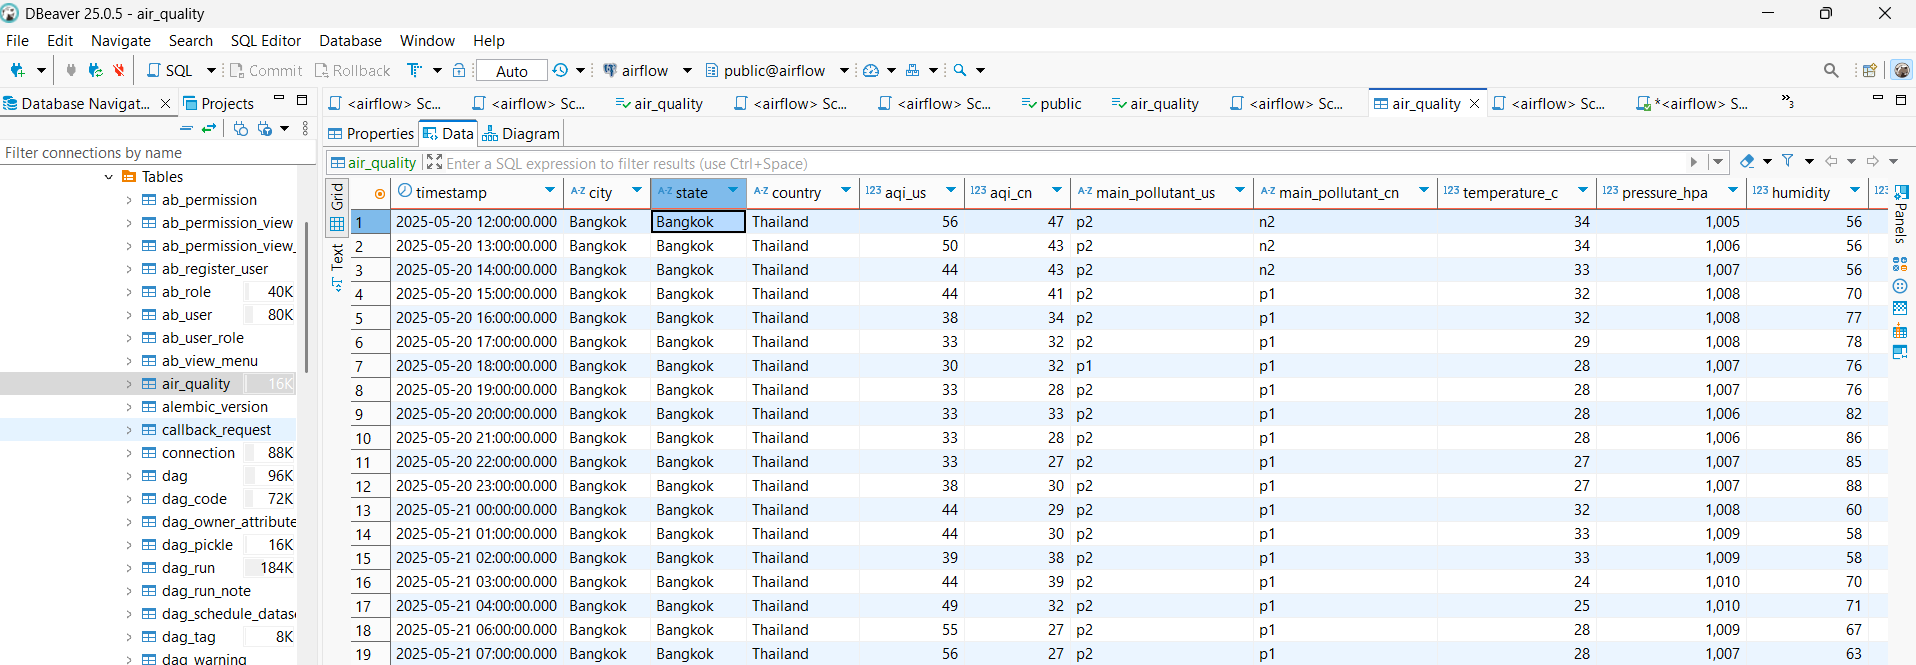 DBeaver 25.0.5 - air_quality
File Edit Navigate Search SQL Editor Database Window Help
SQL Commit Rollback Auto airflow public@airflow
Database Navigat... Projects
Filter connections by name
Tables
ab_permission
ab_permission_view
ab_permission_view_
ab_register_user
ab_role 40K
ab_user 80K
ab_user_role
ab_view_menu
air_quality 16K
alembic_version
callback_request
connection 88K
dag 96K
dag_code 72K
dag_owner_attribute
dag_pickle 16K
dag_run 184K
dag_run_note
dag_schedule_datas
dag_tag 8K
dag_warning
<airflow> Sc... <airflow> Sc... air_quality <airflow> Sc... <airflow> Sc... public air_quality <airflow> Sc... air_quality <airflow> Sc... *<airflow> S... »3
Properties Data Diagram
air_quality Enter a SQL expression to filter results (use Ctrl+Space)
Grid
Text
Panels
timestamp A-Z city A-Z state A-Z country 123 aqi_us 123 aqi_cn A-Z main_pollutant_us A-Z main_pollutant_cn 123 temperature_c 123 pressure_hpa 123 humidity 123
1 2025-05-20 12:00:00.000 Bangkok Bangkok Thailand 56 47 p2 n2 34 1,005 56
2 2025-05-20 13:00:00.000 Bangkok Bangkok Thailand 50 43 p2 n2 34 1,006 56
3 2025-05-20 14:00:00.000 Bangkok Bangkok Thailand 44 43 p2 n2 33 1,007 56
4 2025-05-20 15:00:00.000 Bangkok Bangkok Thailand 44 41 p2 p1 32 1,008 70
5 2025-05-20 16:00:00.000 Bangkok Bangkok Thailand 38 34 p2 p1 32 1,008 77
6 2025-05-20 17:00:00.000 Bangkok Bangkok Thailand 33 32 p2 p1 29 1,008 78
7 2025-05-20 18:00:00.000 Bangkok Bangkok Thailand 30 32 p1 p1 28 1,007 76
8 2025-05-20 19:00:00.000 Bangkok Bangkok Thailand 33 28 p2 p1 28 1,007 76
9 2025-05-20 20:00:00.000 Bangkok Bangkok Thailand 33 33 p2 p1 28 1,006 82
10 2025-05-20 21:00:00.000 Bangkok Bangkok Thailand 33 28 p2 p1 28 1,006 86
11 2025-05-20 22:00:00.000 Bangkok Bangkok Thailand 33 27 p2 p1 27 1,007 85
12 2025-05-20 23:00:00.000 Bangkok Bangkok Thailand 38 30 p2 p1 27 1,007 88
13 2025-05-21 00:00:00.000 Bangkok Bangkok Thailand 44 29 p2 p1 32 1,008 60
14 2025-05-21 01:00:00.000 Bangkok Bangkok Thailand 44 30 p2 p1 33 1,009 58
15 2025-05-21 02:00:00.000 Bangkok Bangkok Thailand 39 38 p2 p1 33 1,009 58
16 2025-05-21 03:00:00.000 Bangkok Bangkok Thailand 44 39 p2 p1 24 1,010 70
17 2025-05-21 04:00:00.000 Bangkok Bangkok Thailand 49 32 p2 p1 25 1,010 71
18 2025-05-21 06:00:00.000 Bangkok Bangkok Thailand 55 27 p2 p1 28 1,009 67
19 2025-05-21 07:00:00.000 Bangkok Bangkok Thailand 56 27 p2 p1 28 1,007 63